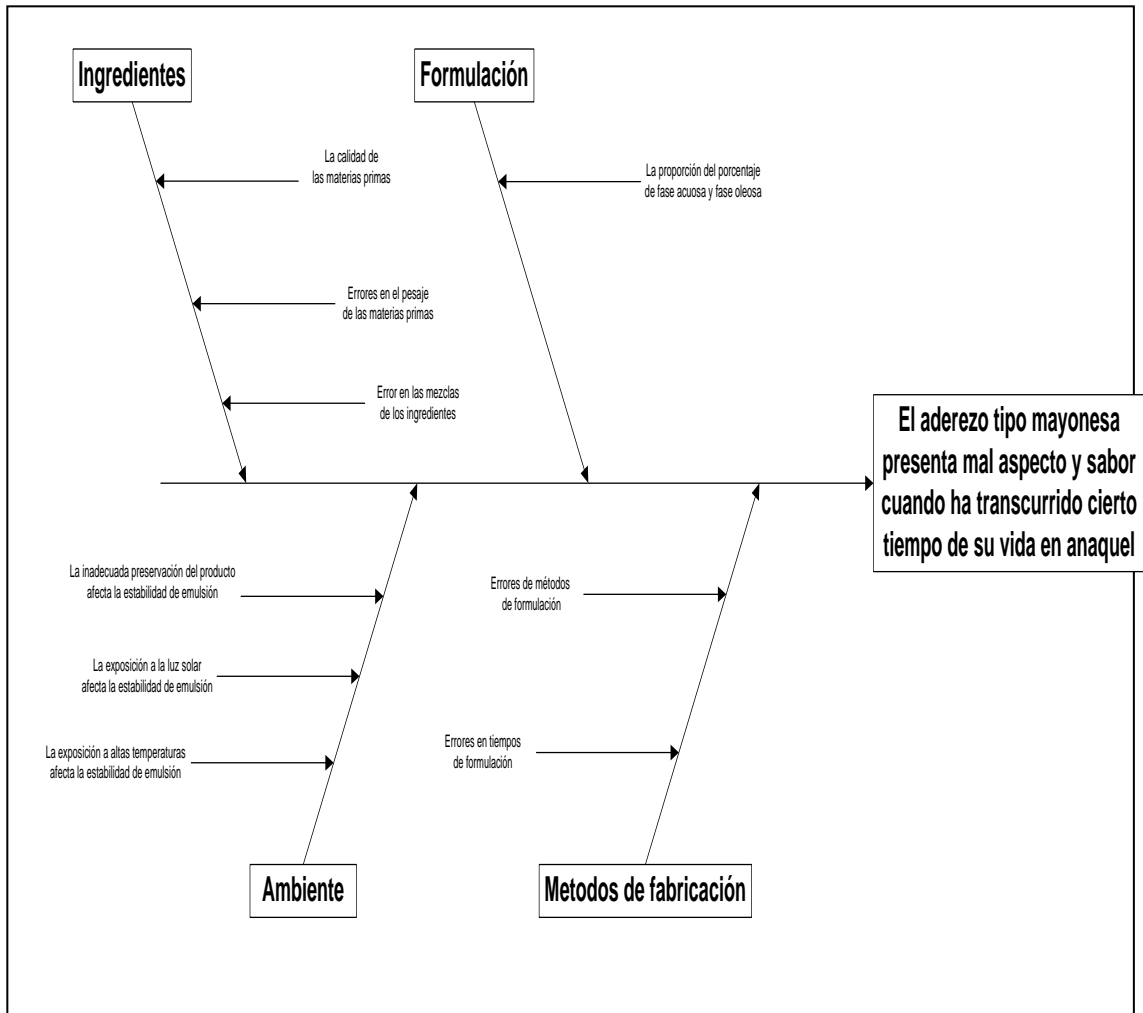 Ingredientes
Formulación
La calidad de
las materias primas
La proporción del porcentaje
de fase acuosa y fase oleosa
Errores en el pesaje
de las materias primas
Error en las mezclas
de los ingredientes
El aderezo tipo mayonesa
presenta mal aspecto y sabor
cuando ha transcurrido cierto
tiempo de su vida en anaquel
La inadecuada preservación del producto
afecta la estabilidad de emulsión
Errores de métodos
de formulación
La exposición a la luz solar
afecta la estabilidad de emulsión
Errores en tiempos
de formulación
La exposición a altas temperaturas
afecta la estabilidad de emulsión
Ambiente
Metodos de fabricación